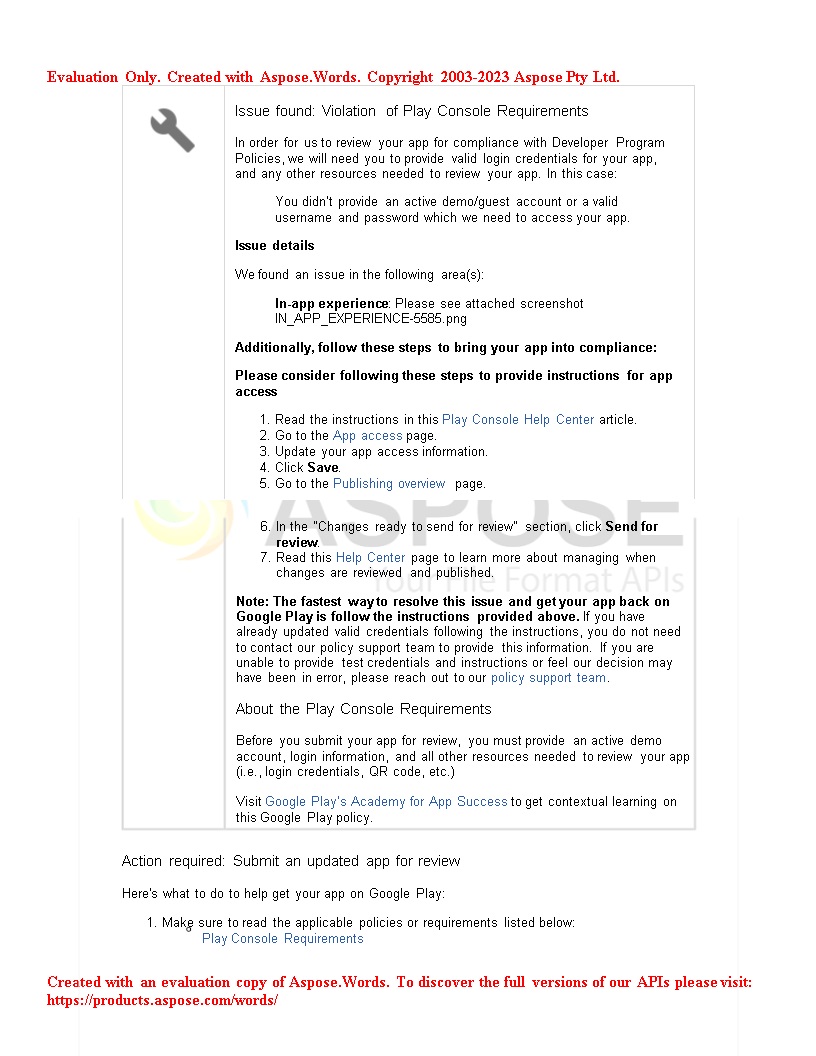 Evaluation Only. Created with Aspose.Words. Copyright 2003-2023 Aspose Pty Ltd.
Issue found: Violation of Play Console Requirements
In order for us to review your app for compliance with Developer Program
Policies, we will need you to provide valid login credentials for your app,
and any other resources needed to review your app. In this case:
You didn't provide an active demo/guest account or a valid
username and password which we need to access your app.
Issue details
We found an issue in the following area(s):
In-app experience: Please see attached screenshot
IN_APP_EXPERIENCE-5585.png
Additionally, follow these steps to bring your app into compliance:
Please consider following these steps to provide instructions for app
access
1. Read the instructions in this Play Console Help Center article.
2. Go to the App access page.
3. Update your app access information.
4. Click Save.
5. Go to the Publishing overview page.
ASPOSE
6. In the "Changes ready to send for review" section, click Send for
review.
7. Read this Help Center page to learn more about managing when
changes are reviewed and published.
Your File Format APIs
Note: The fastest way to resolve this issue and get your app back on
Google Play is follow the instructions provided above. If you have
already updated valid credentials following the instructions, you do not need
to contact our policy support team to provide this information. If you are
unable to provide test credentials and instructions or feel our decision may
have been in error, please reach out to our policy support team.
About the Play Console Requirements
Before you submit your app for review, you must provide an active demo
account, login information, and all other resources needed to review your app
(i.e., login credentials, QR code, etc.)
Visit Google Play's Academy for App Success to get contextual learning on
this Google Play policy.
Action required: Submit an updated app for review
Here's what to do to help get your app on Google Play:
1. Make sure to read the applicable policies or requirements listed below:
Play Console Requirements
Created with an evaluation copy of Aspose.Words. To discover the full versions of our APIs please visit:
https://products.aspose.com/words/